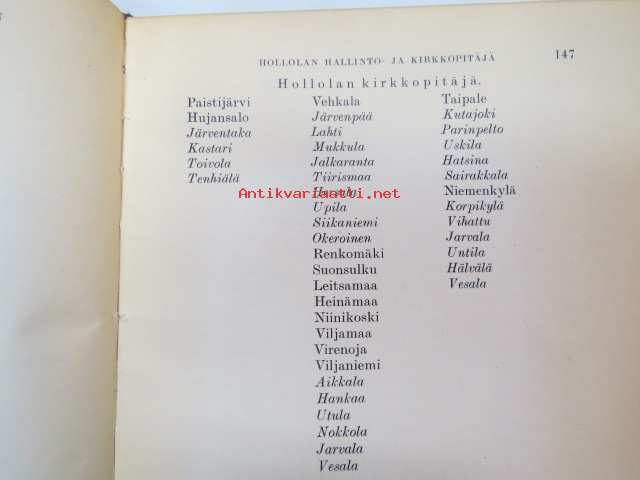 HOLLOLAN HALLINTO- JA KIRKKOPITÄJÄ 147
Hollolan kirkkopitäjä.
Paistijärvi
Hujansalo
Järventaka
Kastari
Toivola
Tenhiälä
Vehkala
Järvenpää
Lahti
Mukkula
Jalkaranta
Tiirismaa
Upila
Siikaniemi
Okeroinen
Renkomäki
Suonsulku
Leitsamaa
Heinämaa
Niinikoski
Viljamaa
Virenoja
Viljaniemi
Aikkala
Hankaa
Utula
Nokkola
Jarvala
Vesala
Taipale
Kutajoki
Parinpelto
Uskila
Hatsina
Sairakkala
Niemenkylä
Korpikylä
Vihattu
Jarvala
Untila
Hälvälä
Vesala
Antikvariaatti.net